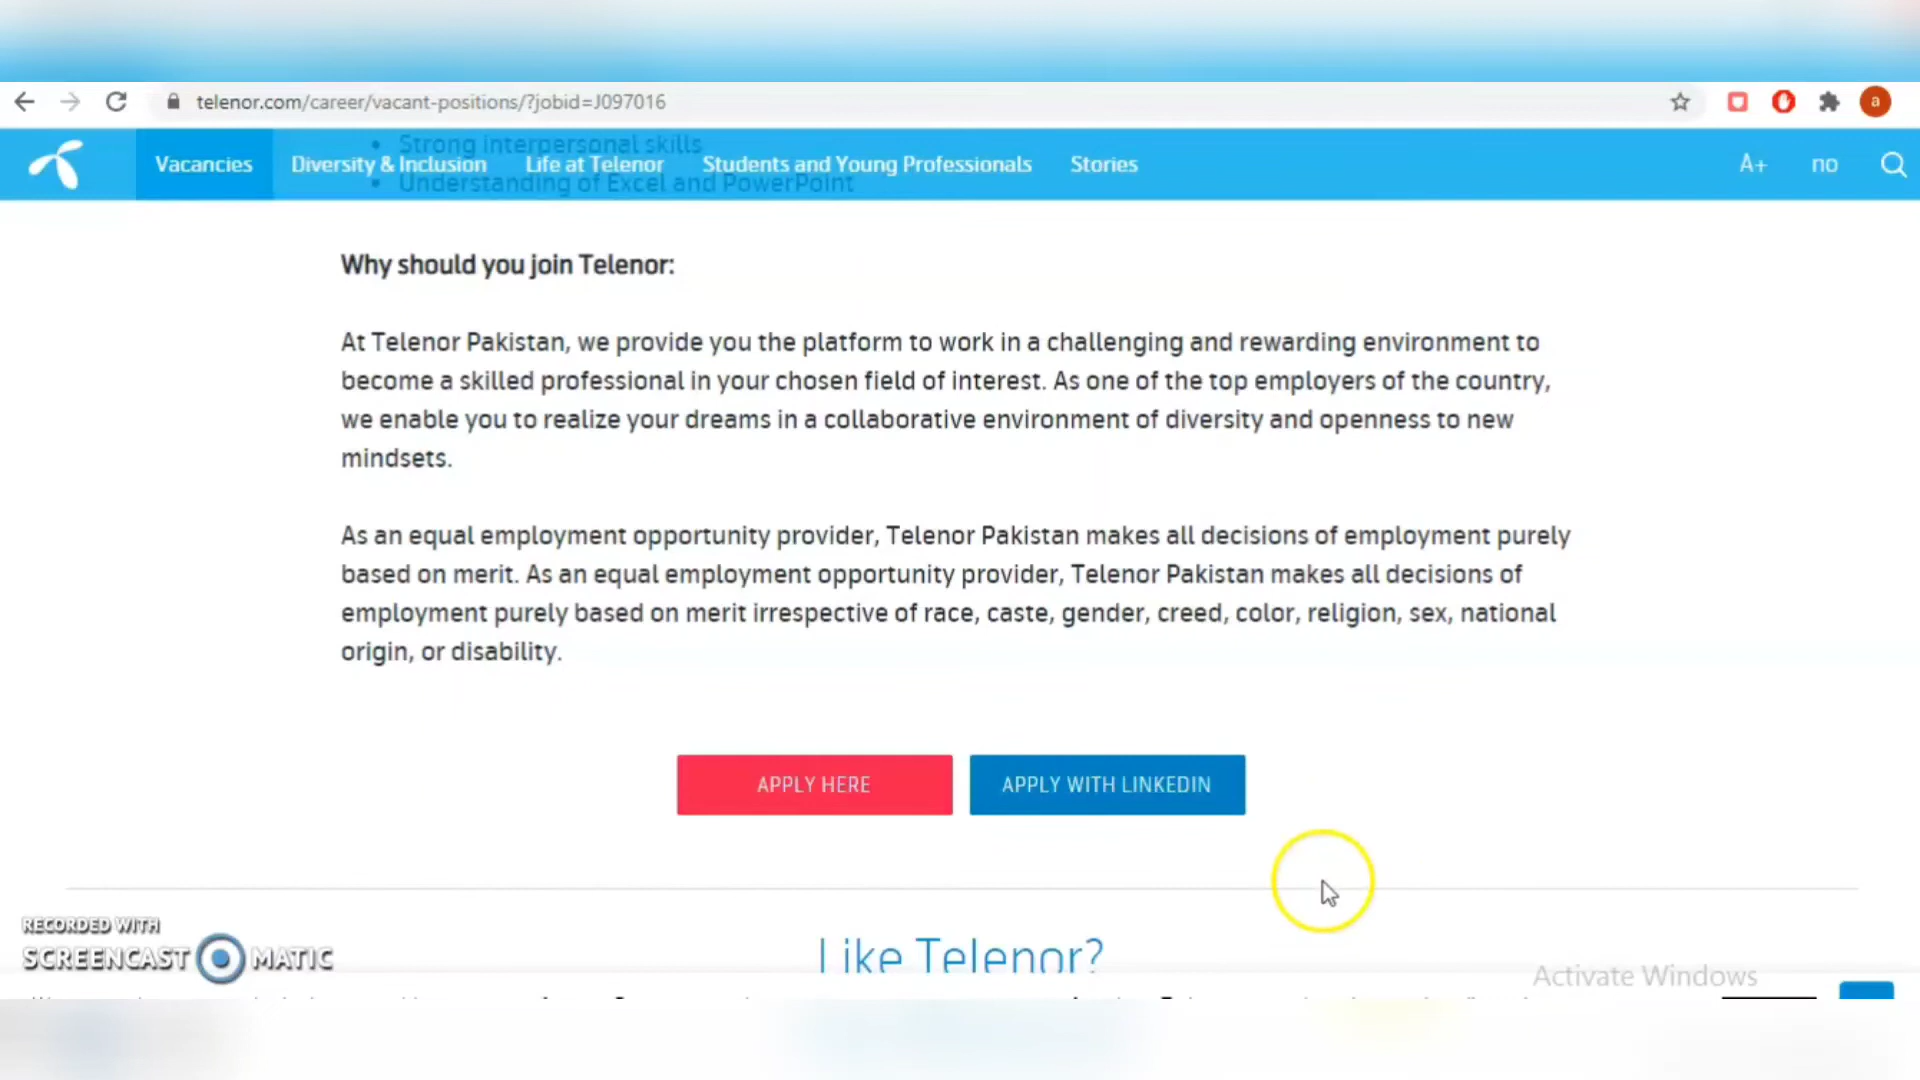 telenor.com/career/vacant-positions/?jobid=J097016
a
• Strong interpersonal skills
Vacancies Diversity & Inclusion Life at Telenor Students and Young Professionals Stories A+ no
• Understanding of Excel and PowerPoint
Why should you join Telenor:
At Telenor Pakistan, we provide you the platform to work in a challenging and rewarding environment to
become a skilled professional in your chosen field of interest. As one of the top employers of the country,
we enable you to realize your dreams in a collaborative environment of diversity and openness to new
mindsets.
As an equal employment opportunity provider, Telenor Pakistan makes all decisions of employment purely
based on merit. As an equal employment opportunity provider, Telenor Pakistan makes all decisions of
employment purely based on merit irrespective of race, caste, gender, creed, color, religion, sex, national
origin, or disability.
APPLY HERE APPLY WITH LINKEDIN
RECORDED WITH
SCREENCAST MATIC
Like Telenor?
Activate Windows